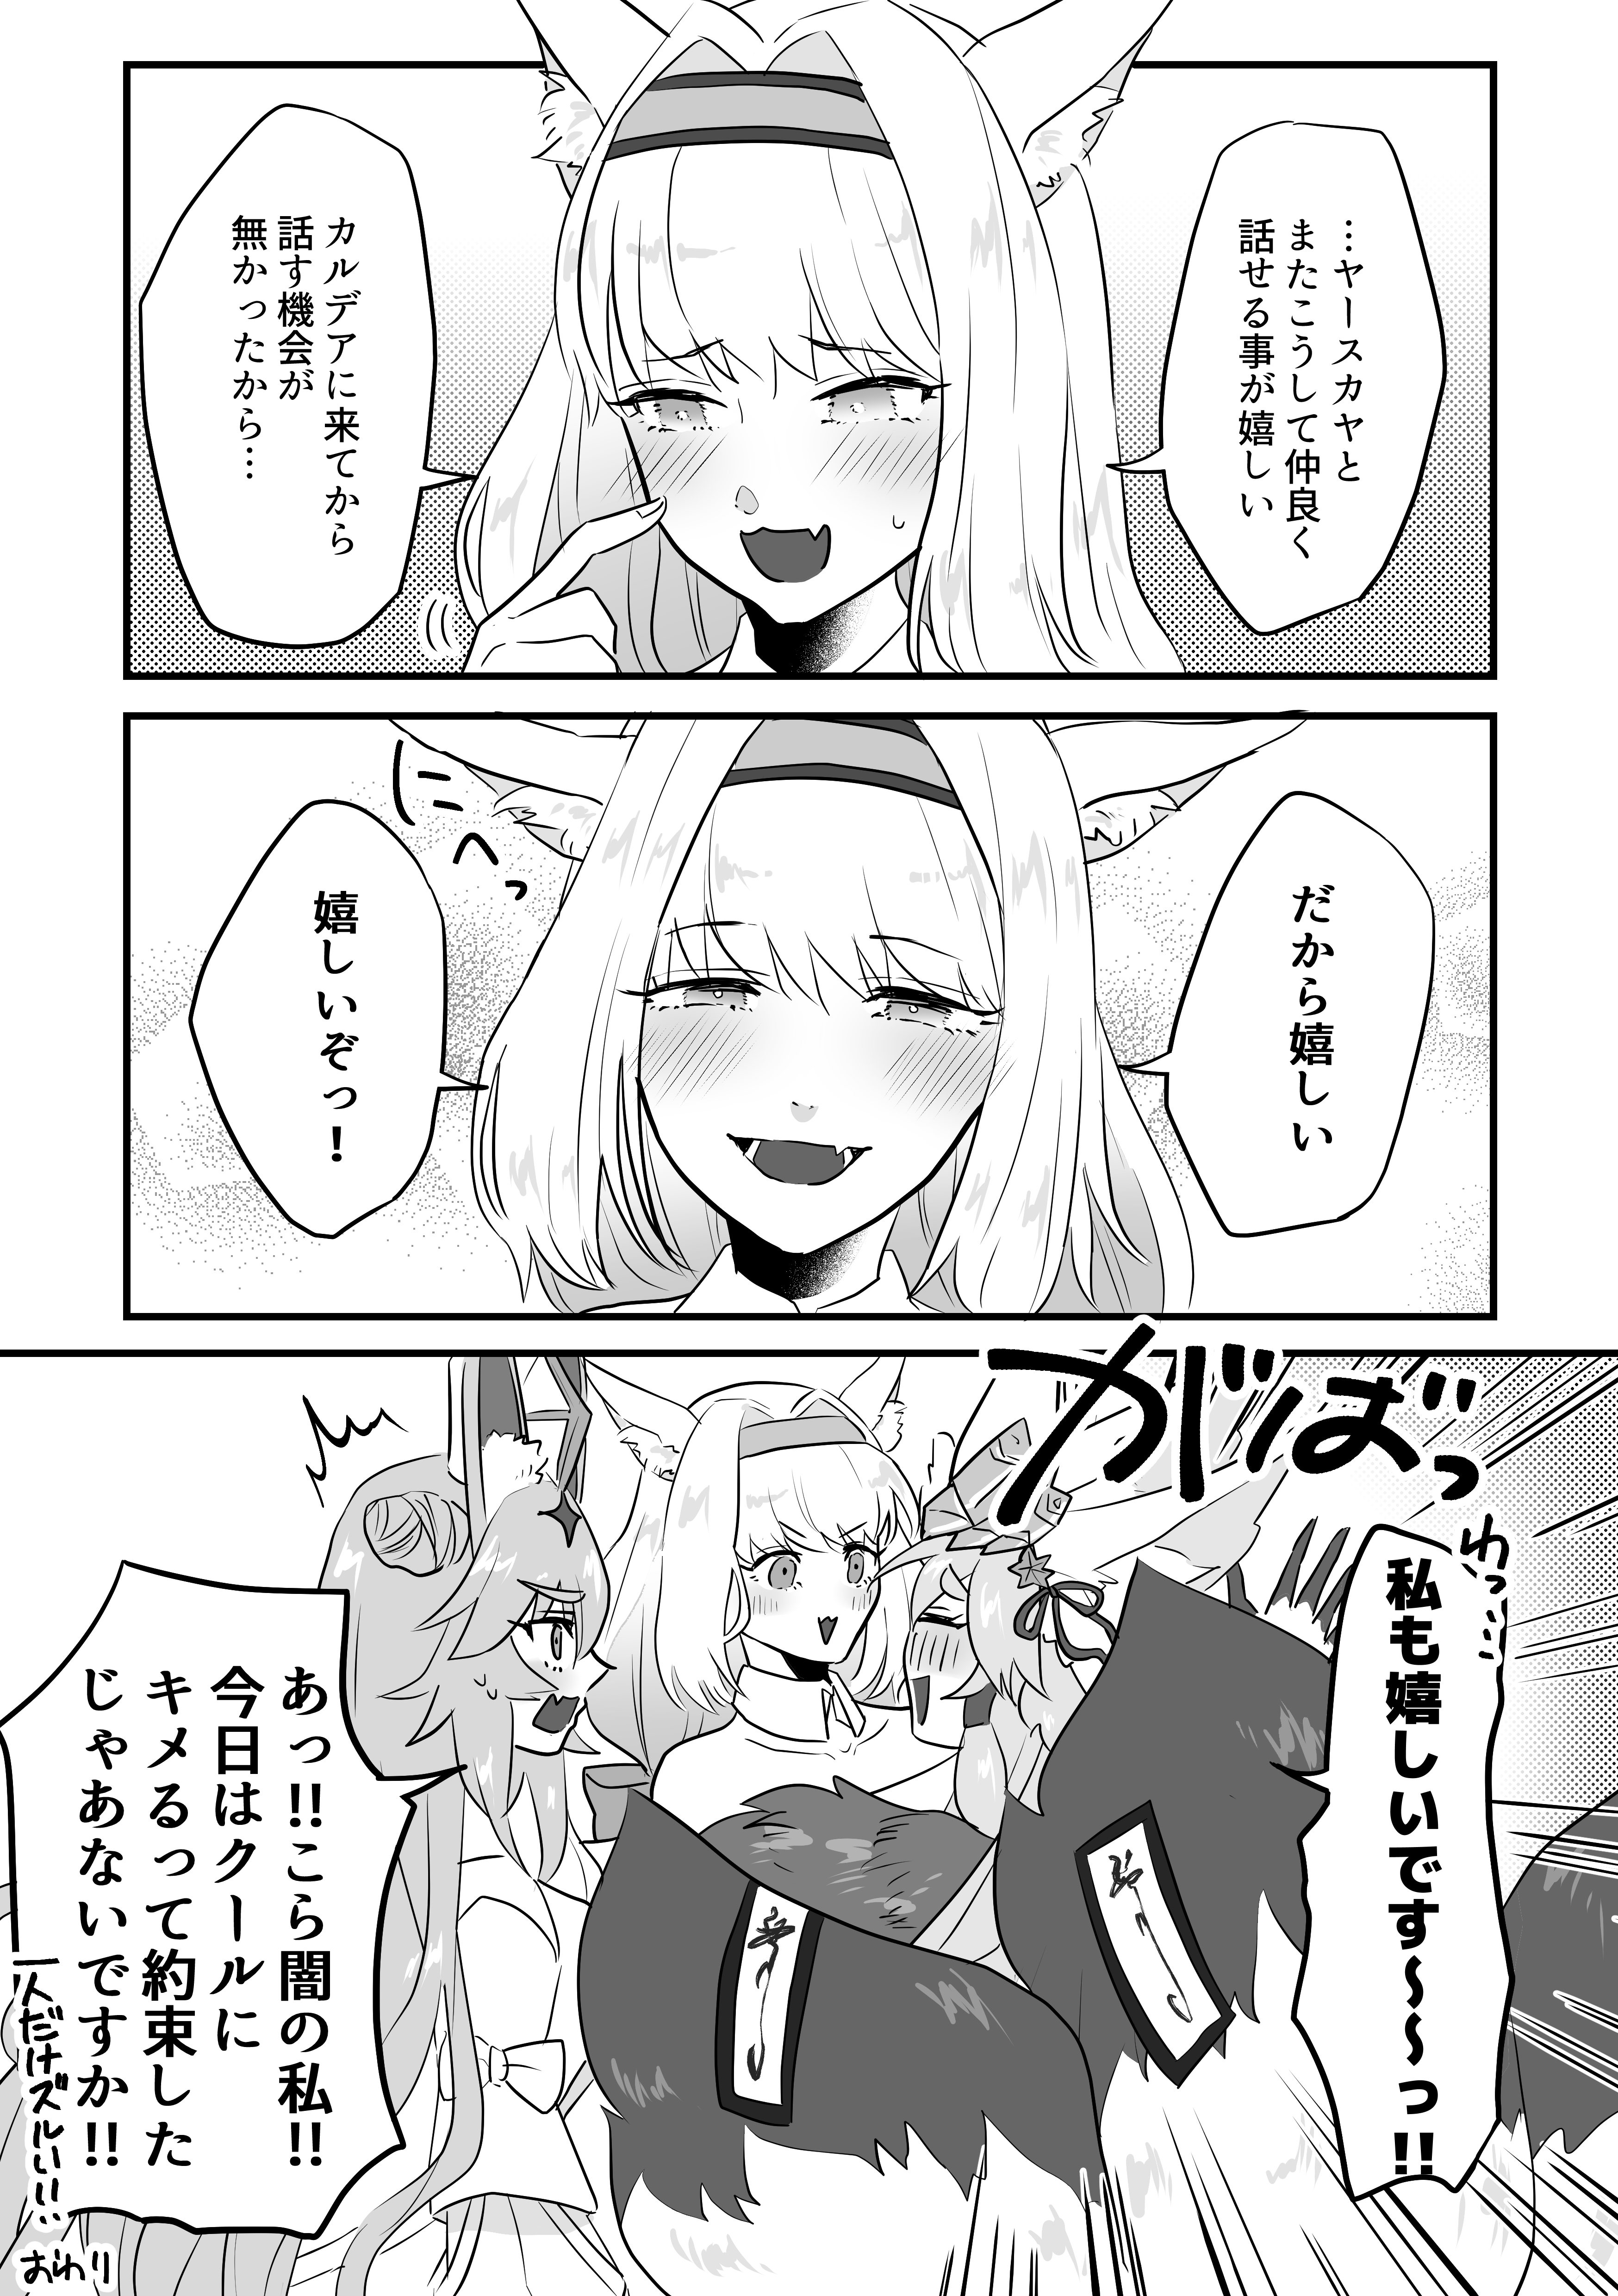 …ヤースカヤと
またこうして仲良く
話せる事が嬉しい
カルデアに来てから
話す機会が
無かったから…
だから嬉しい
にへっ
嬉しいぞっ！
がばっ
わっ…!!
私も嬉しいです～～～っ!!
あっ!!こら闇の私!!
今日はクールに
キメるって約束した
じゃあないですか!!
一人だけズルい!!
おわり